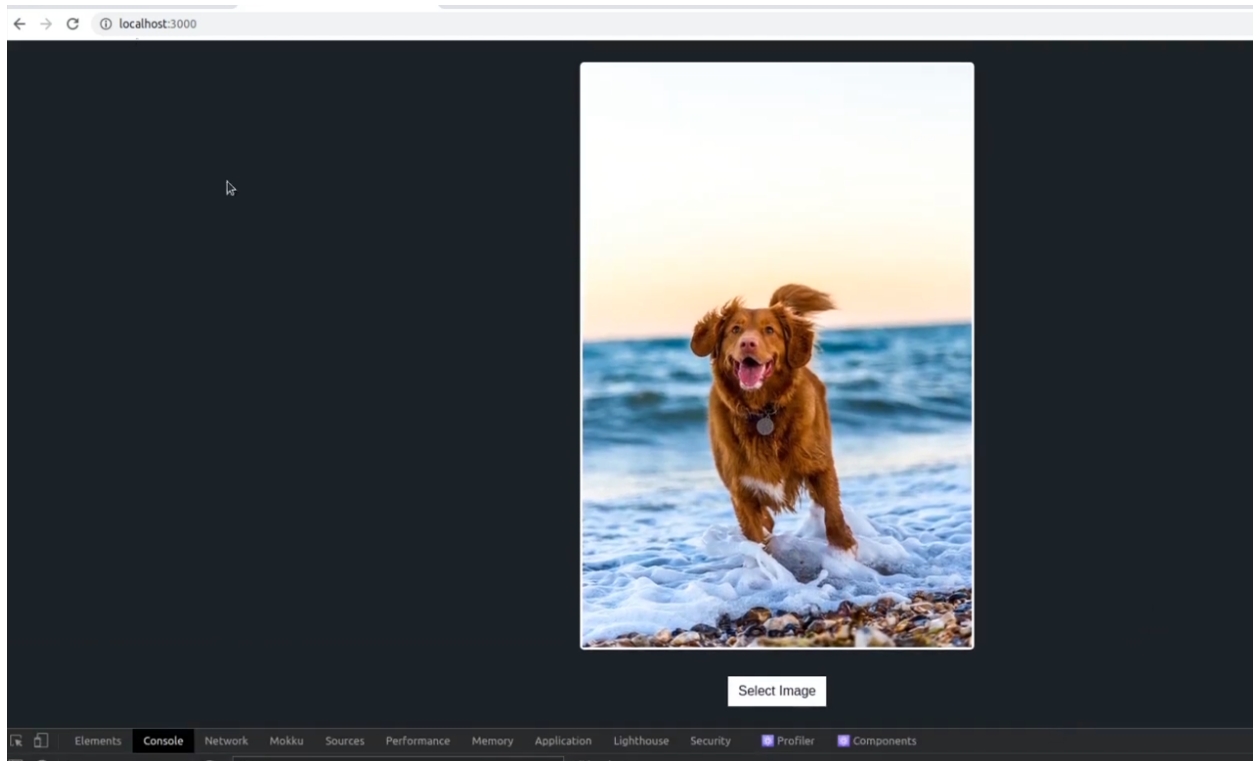 localhost:3000
Select Image
Elements Console Network Mokku Sources Performance Memory Application Lighthouse Security Profiler Components